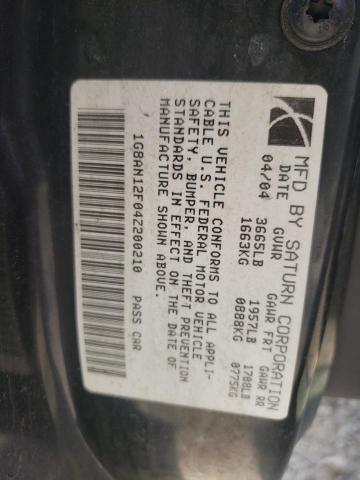 MFD BY SATURN CORPORATION
DATE GVWR GAWR FRT GAWR RR
04/04 3665LB 1957LB 1708LB
1663KG 0888KG 0775KG
THIS VEHICLE CONFORMS TO ALL APPLI-
CABLE U.S. FEDERAL MOTOR VEHICLE
SAFETY, BUMPER, AND THEFT PREVENTION
STANDARDS IN EFFECT ON THE DATE OF
MANUFACTURE SHOWN ABOVE.
1G8AN12F04Z200210 PASS CAR